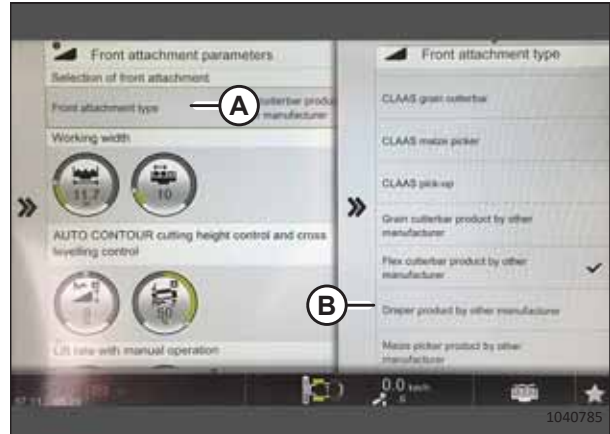 Front attachment parameters
Selection of front attachment
Front attachment type
cutterbar produ
manufacturer
A
Working width
11.7
10
AUTO CONTOUR cutting height control and cross
levelling control
50
Lift rate with manual operation
Front attachment type
CLAAS grain cutterbar
CLAAS maize picker
CLAAS pick-up
Grain cutterbar product by other
manufacturer
Flex cutterbar product by other
manufacturer
B
Draper product by other manufacturer
Maize picker product by other
manufacturer
0.0 km/h
6
1040785